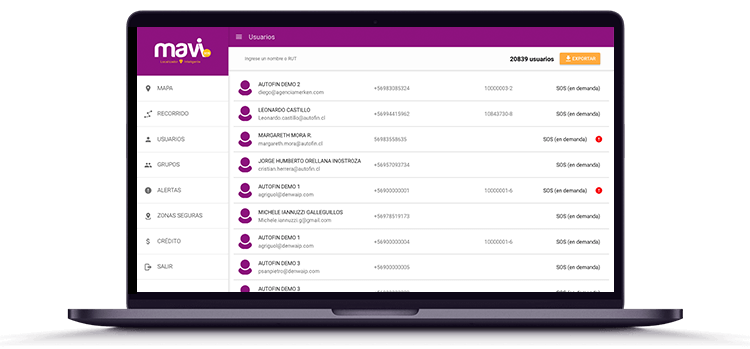 mavi
Localizador Inteligente
Usuarios
Ingrese un nombre o RUT
20839 usuarios
EXPORTAR
MAPA
RECORRIDO
USUARIOS
GRUPOS
ALERTAS
ZONAS SEGURAS
CRÉDITO
SALIR
AUTOFIN DEMO 2
diego@agenciamerken.com
+56983085324
10000003-2
SOS (en demanda)
LEONARDO CASTILLO
Leonardo.castillo@autofin.cl
+56994415962
10843730-8
SOS (en demanda)
MARGARETH MORA R.
margareth.mora@autofin.cl
56983558635
SOS (en demanda)
JORGE HUMBERTO ORELLANA INOSTROZA
cristian.herrera@autofin.cl
+56957093734
SOS (en demanda)
AUTOFIN DEMO 1
agriguol@denwaip.com
+56900000001
10000001-6
SOS (en demanda)
MICHELE IANNUZZI GALLEGUILLOS
Michele.iannuzzi.g@gmail.com
+56978519173
SOS (en demanda)
AUTOFIN DEMO 1
agriguol@denwaip.com
+56900000004
10000001-6
SOS (en demanda)
AUTOFIN DEMO 3
psanpietro@denwaip.com
+56900000005
SOS (en demanda)
AUTOFIN DEMO 3